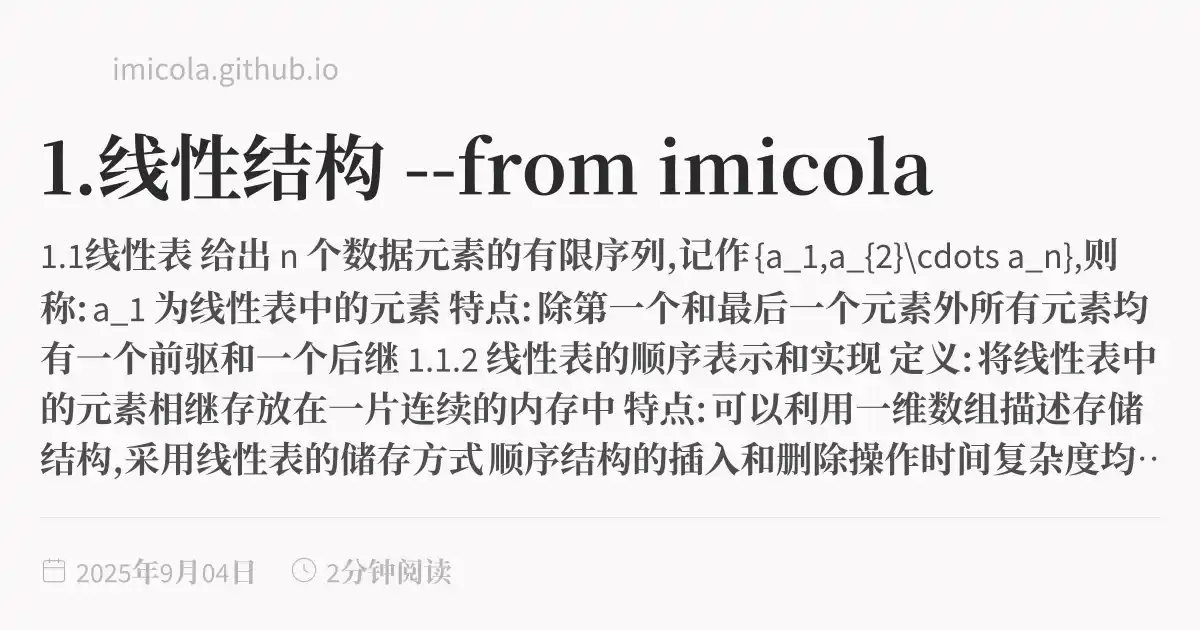 imicola.github.io
1.线性结构 --from imicola
1.1线性表 给出 n 个数据元素的有限序列,记作{a_1,a_{2}\cdots a_n},则
称: a_1 为线性表中的元素 特点: 除第一个和最后一个元素外所有元素均
有一个前驱和一个后继 1.1.2 线性表的顺序表示和实现 定义: 将线性表中
的元素相继存放在一片连续的内存中 特点: 可以利用一维数组描述存储
结构,采用线性表的储存方式 顺序结构的插入和删除操作时间复杂度均…
2025年9月04日 2分钟阅读